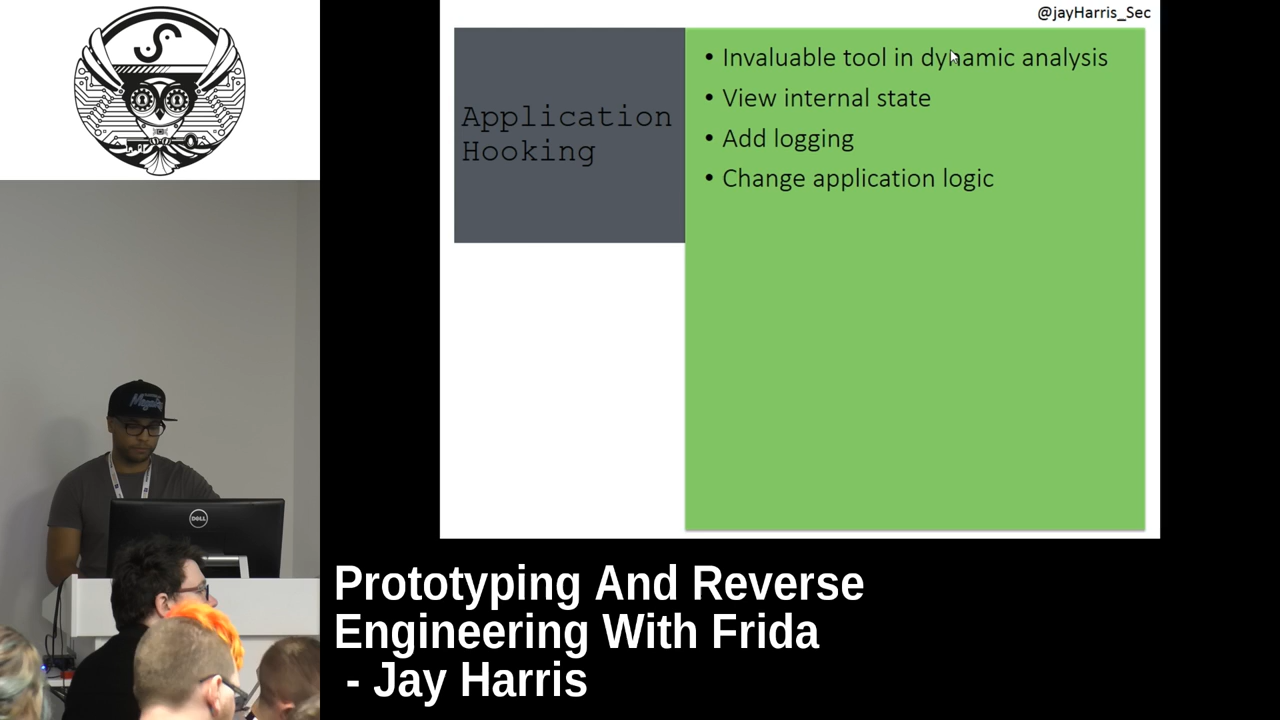 @jayHarris_Sec
Application
Hooking
• Invaluable tool in dynamic analysis
• View internal state
• Add logging
• Change application logic
DELL
Prototyping And Reverse
Engineering With Frida
- Jay Harris